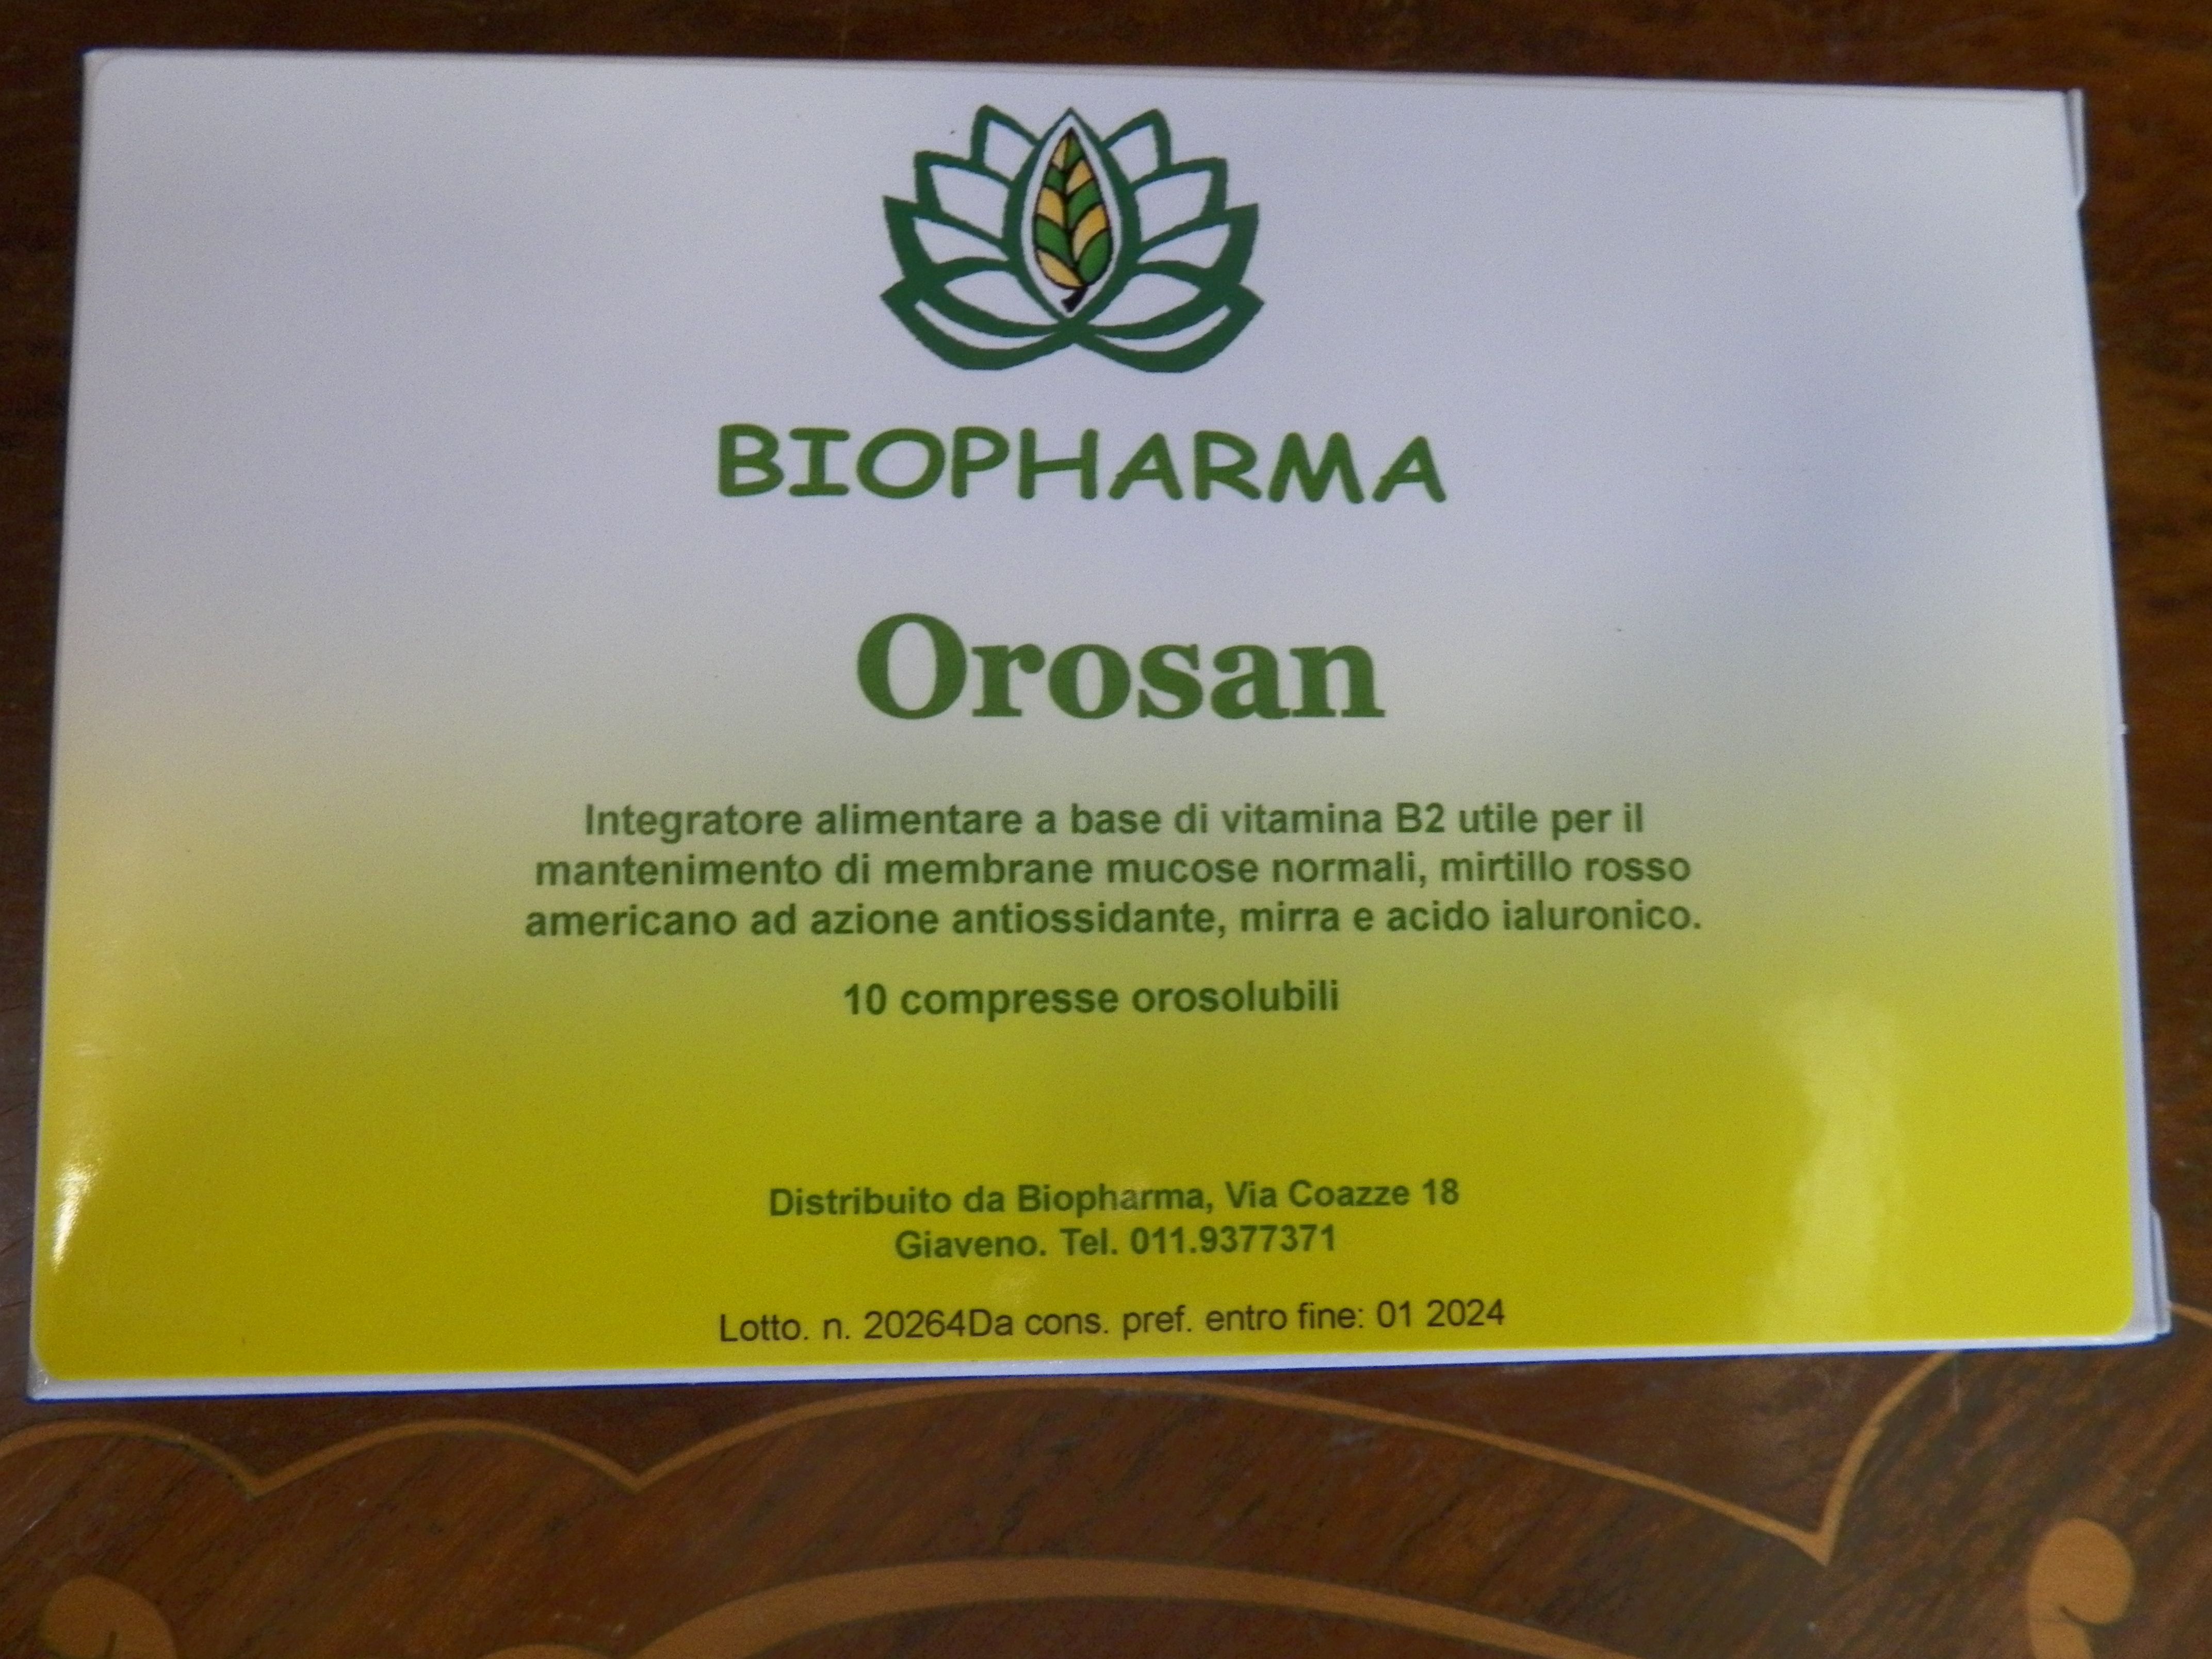 BIOPHARMA
Orosan
Integratore alimentare a base di vitamina B2 utile per il
mantenimento di membrane mucose normali, mirtillo rosso
americano ad azione antiossidante, mirra e acido ialuronico.
10 compresse orosolubili
Distribuito da Biopharma, Via Coazze 18
Giaveno. Tel. 011.9377371
Lotto. n. 20264Da cons. pref. entro fine: 01 2024